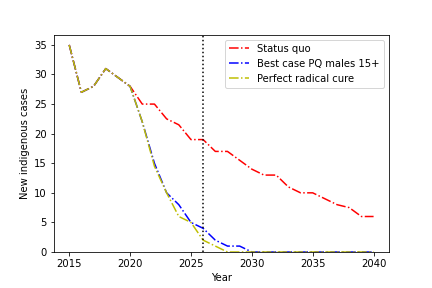 Status quo
Best case PQ males 15+
Perfect radical cure
New indigenous cases
35
30
25
20
15
10
5
0
2015 2020 2025 2030 2035 2040
Year